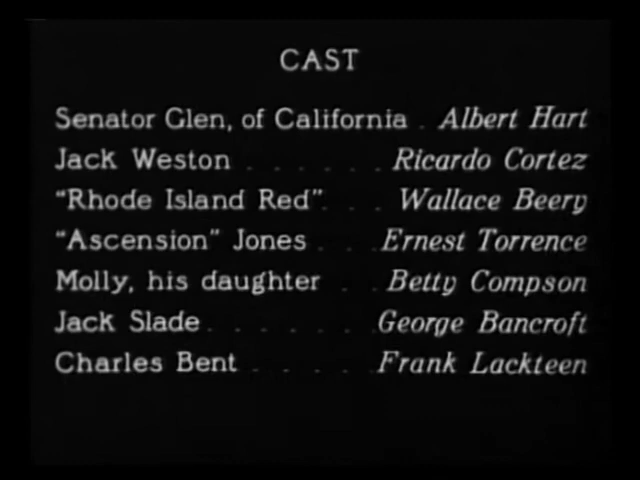 CAST
Senator Glen, of California . Albert Hart
Jack Weston . . . . . . Ricardo Cortez
"Rhode Island Red" . . . Wallace Beery
"Ascension" Jones . . . Ernest Torrence
Molly, his daughter . . Betty Compson
Jack Slade . . . . . . . George Bancroft
Charles Bent . . . . . Frank Lackteen